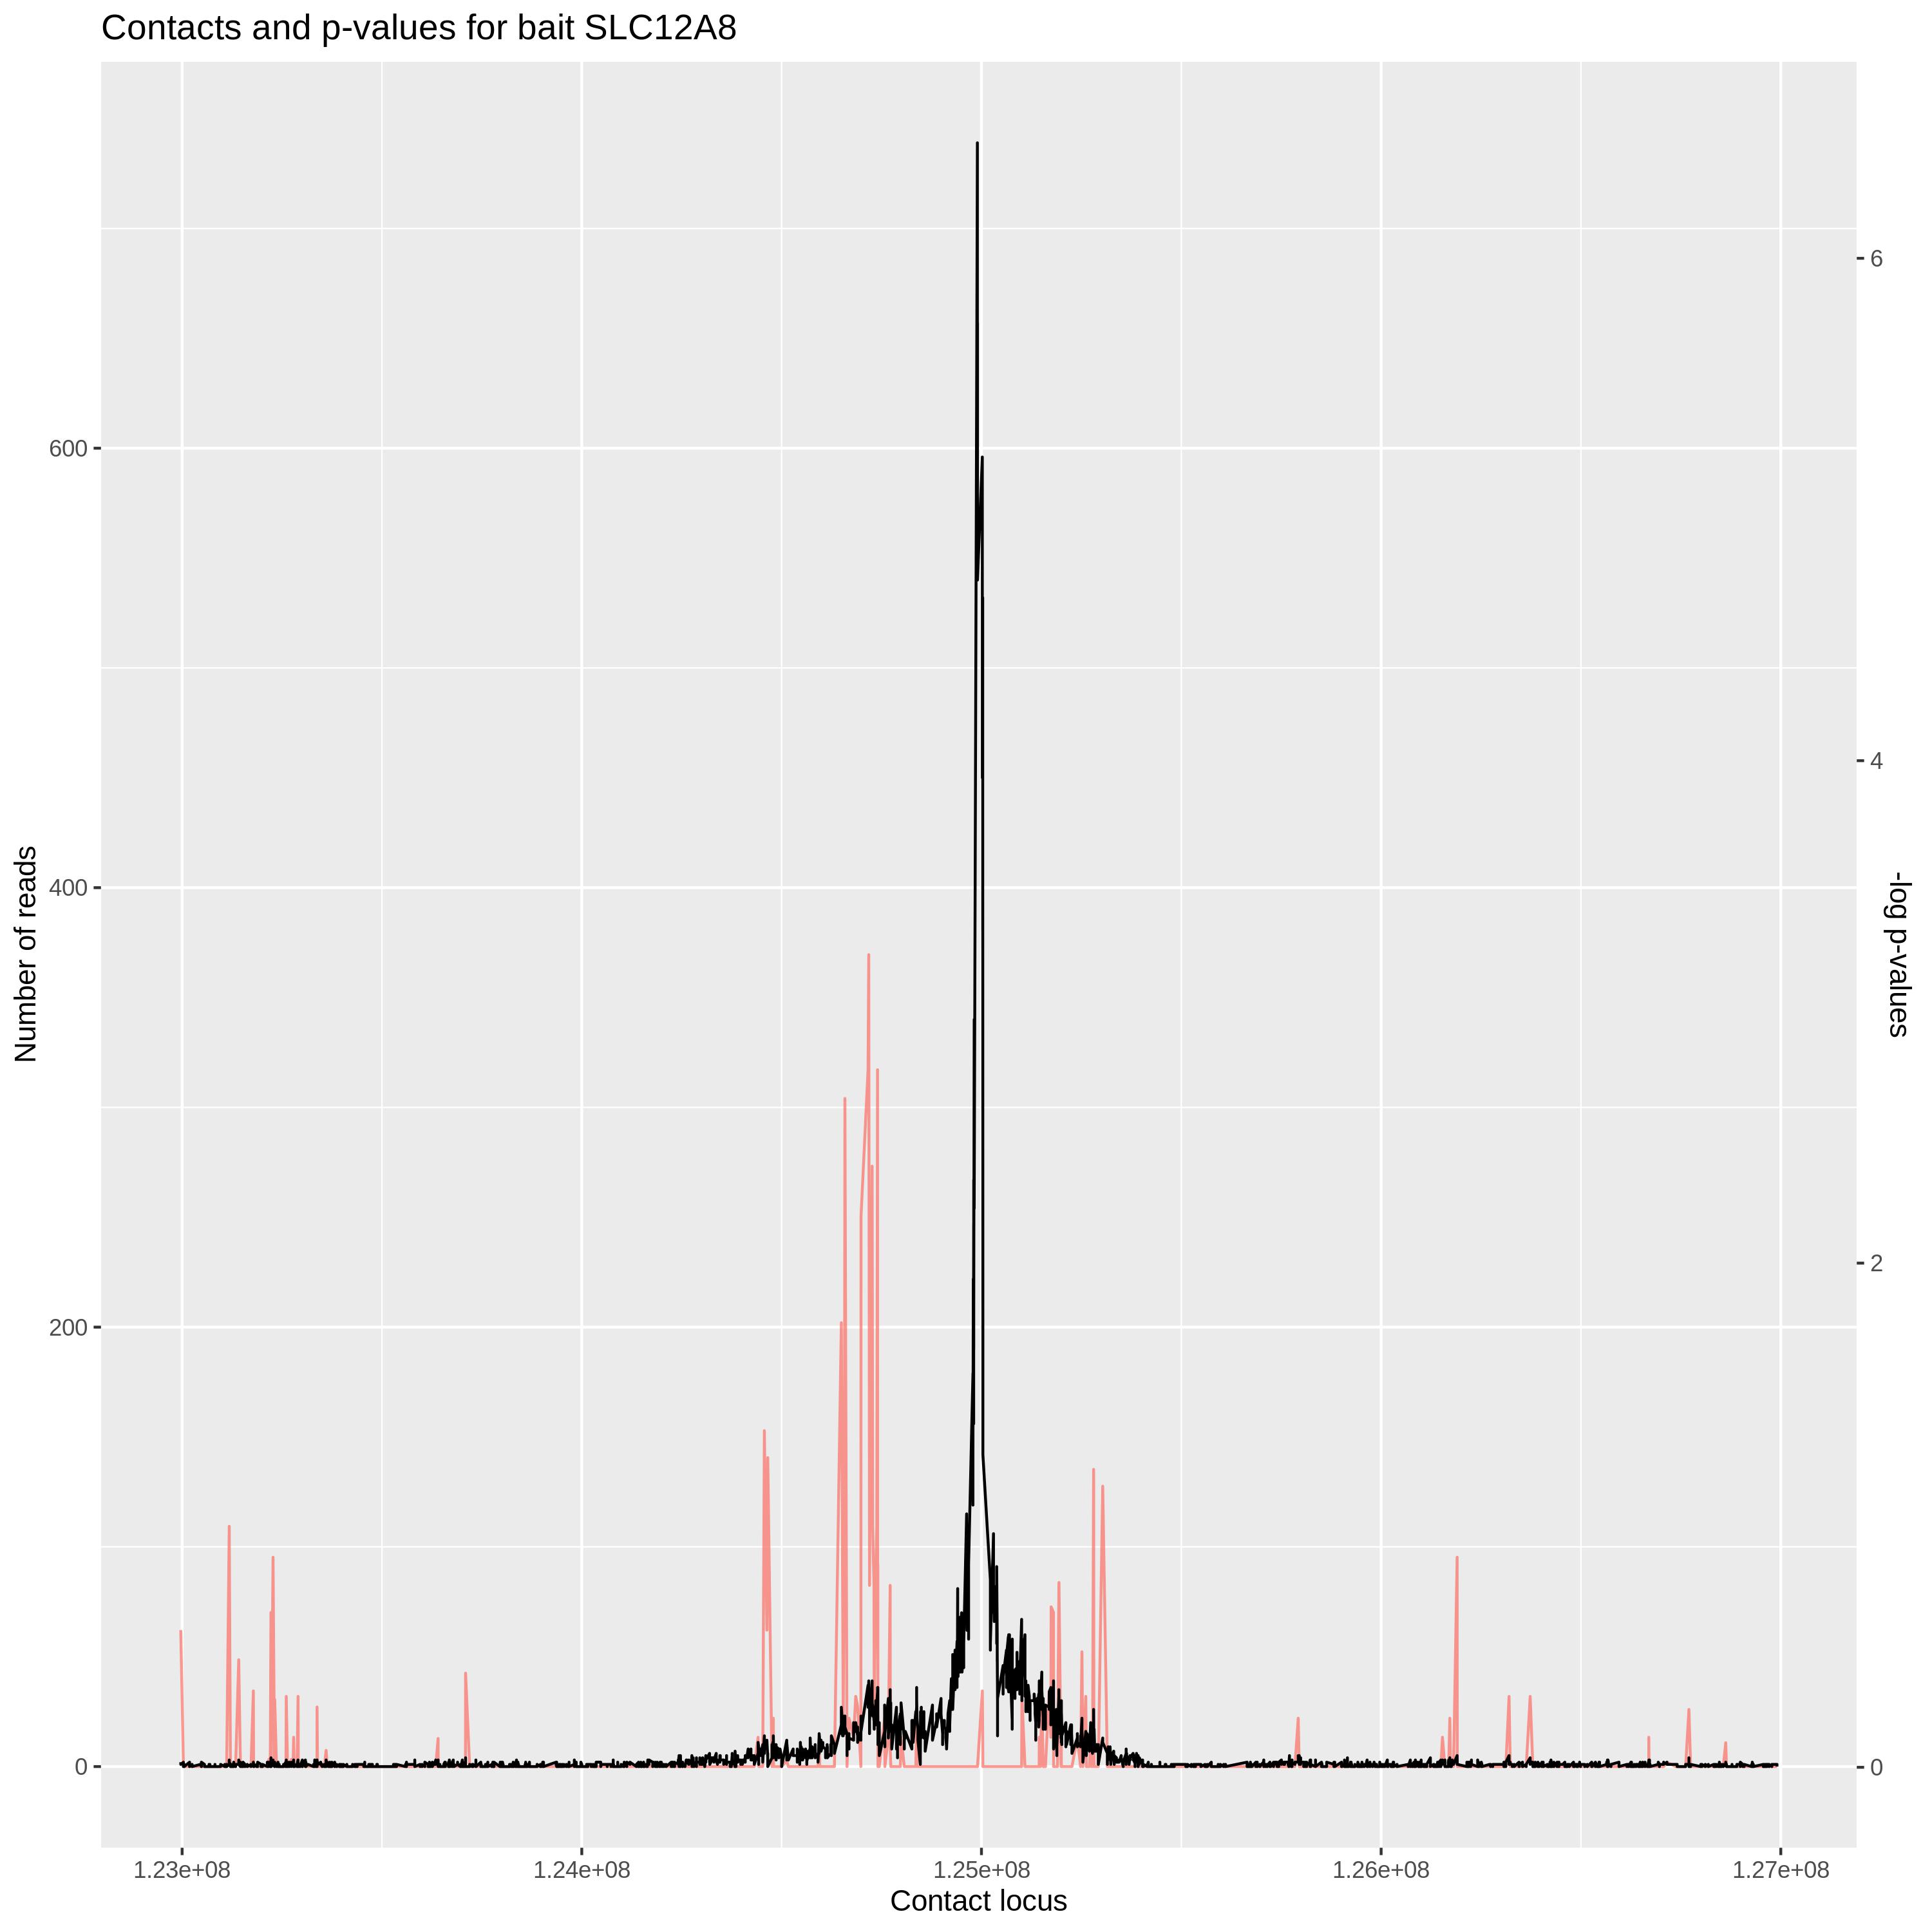 Contacts and p-values for bait SLC12A8
Number of reads
600
400
200
0
6
4
2
0
-log p-values
1.23e+08 1.24e+08 1.25e+08 1.26e+08 1.27e+08
Contact locus